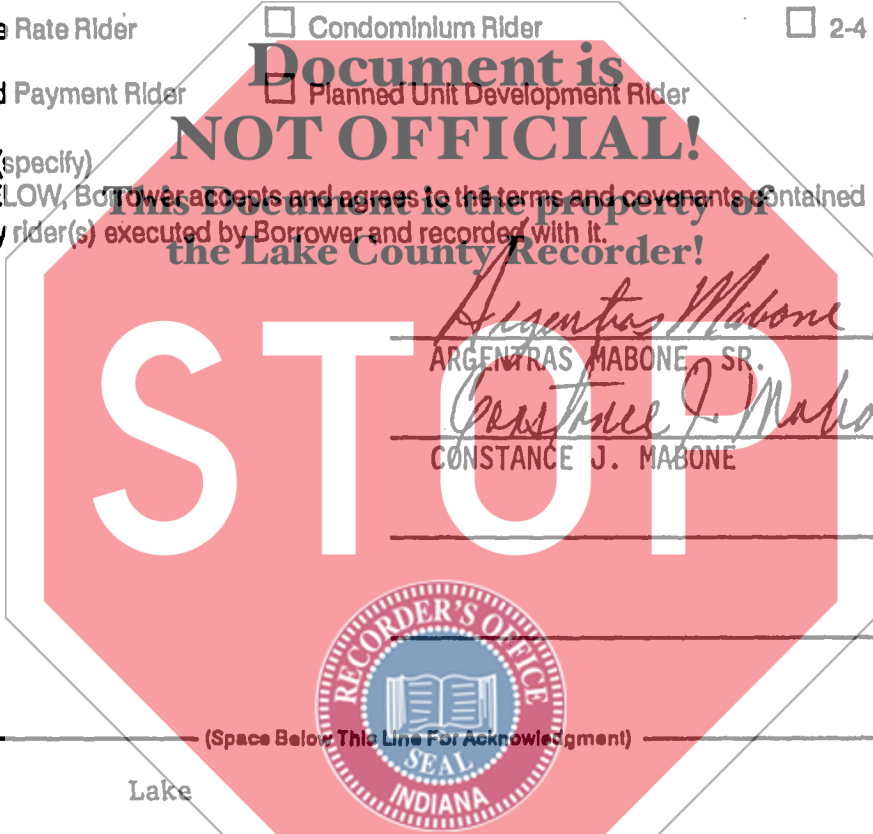 e Rate Rider ☐ Condominium Rider ☐ 2-4
Document is
d Payment Rider ☐ Planned Unit Development Rider
NOT OFFICIAL!
(specify)
LOW, Borrower accepts and agrees to the terms and covenants contained
This Document is the property of
rider(s) executed by Borrower and recorded with it.
the Lake County Recorder!
Argentras Mabone
ARGENTRAS MABONE, SR.
STOP
Constance J. Mabo
CONSTANCE J. MABONE
RECORDER'S OFFICE
(Space Below This Line For Acknowledgment)
SEAL
INDIANA
Lake